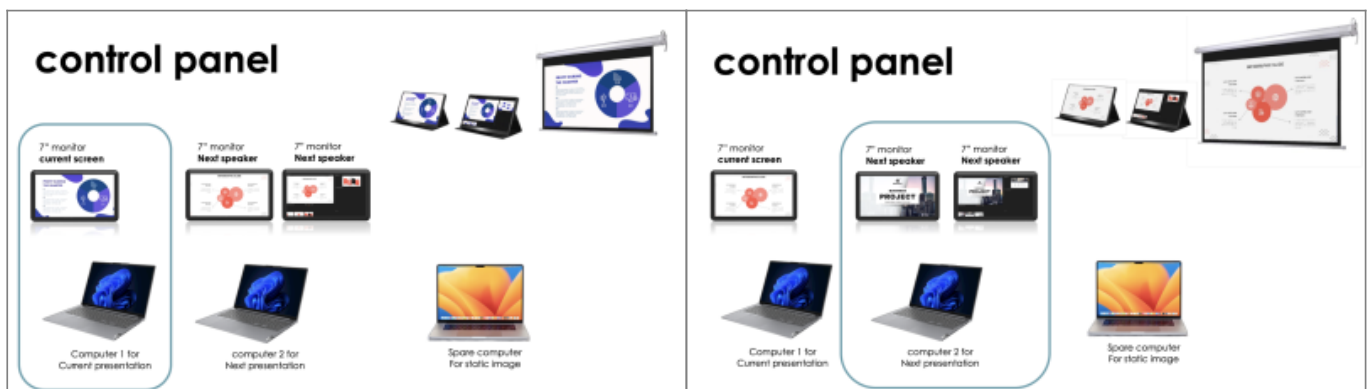 control panel
7" monitor
current screen
7" monitor
Next speaker
7" monitor
Next speaker
Computer 1 for
Current presentation
computer 2 for
Next presentation
Spare computer
For static image
control panel
7" monitor
current screen
7" monitor
Next speaker
7" monitor
Next speaker
PROJECT
PROJECT
Computer 1 for
Current presentation
computer 2 for
Next presentation
Spare computer
For static image